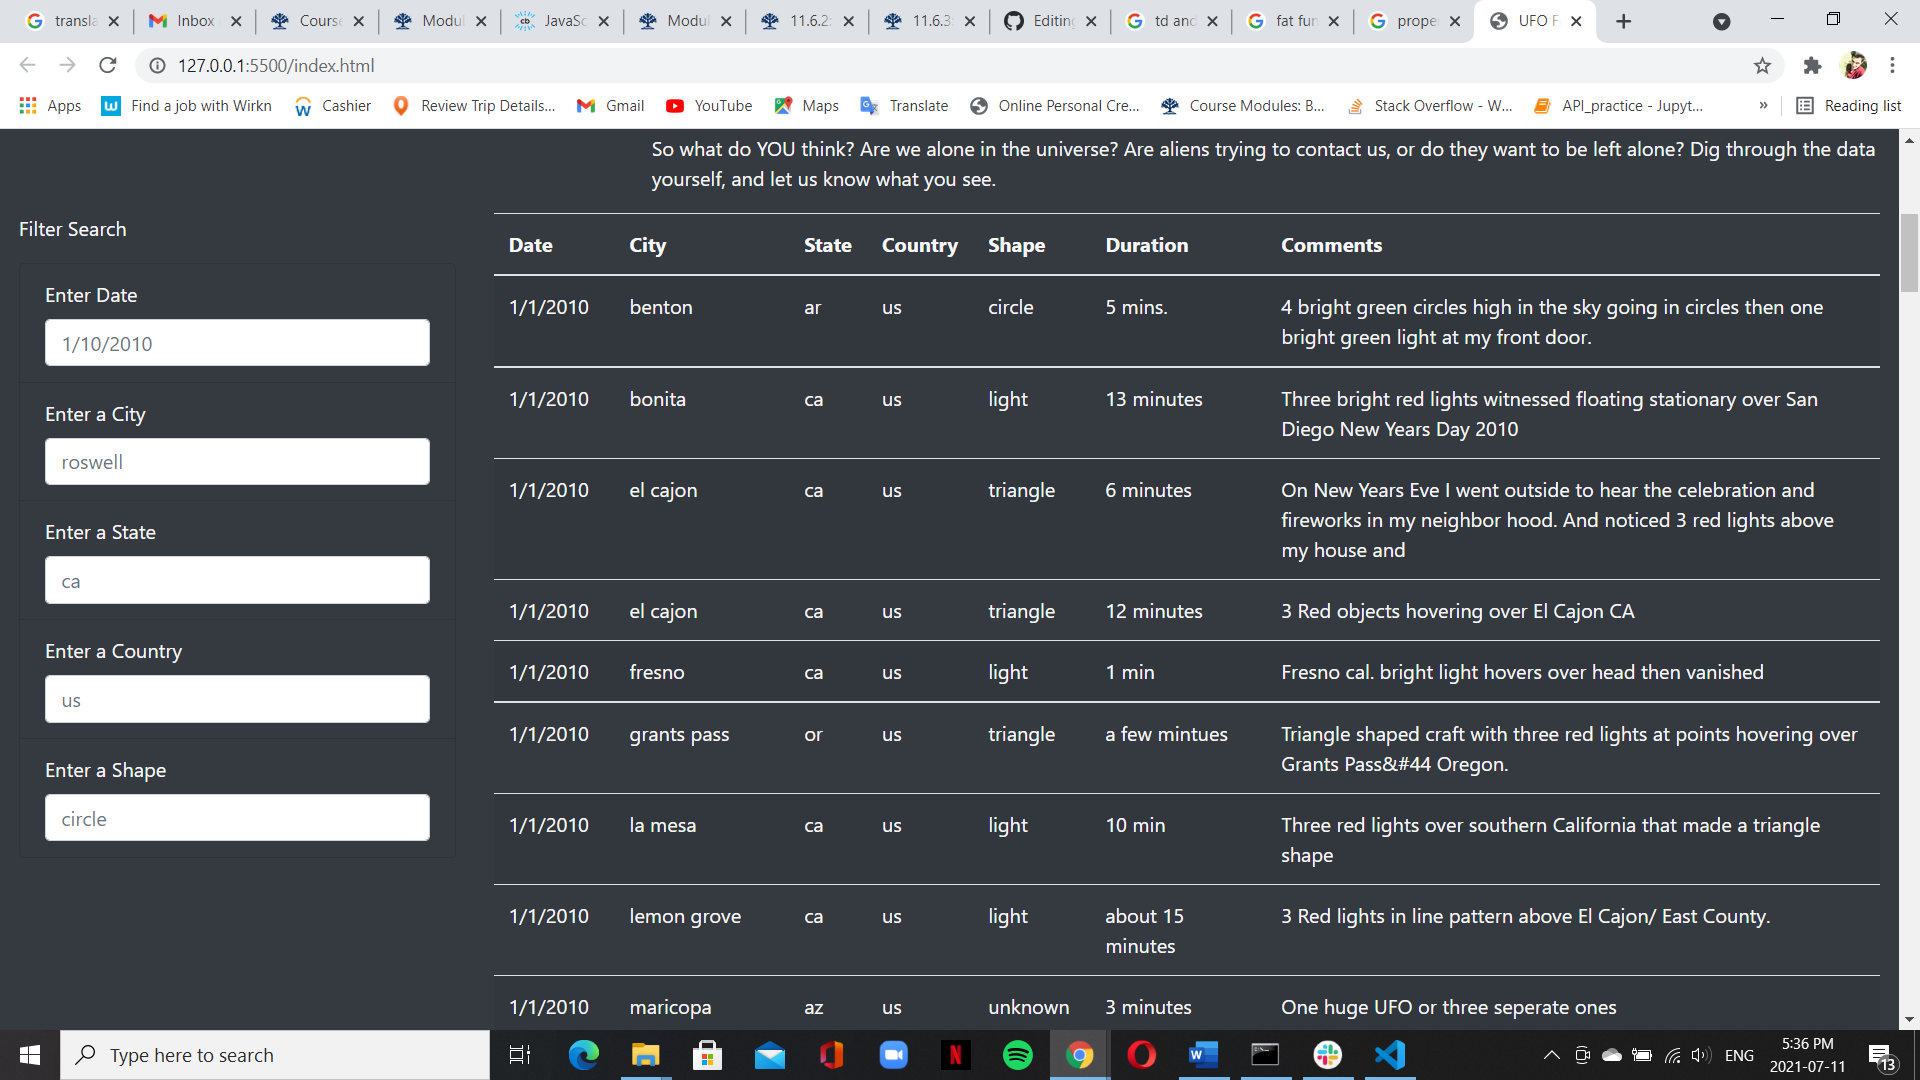 transla
Inbox
Course
Modul
JavaSc
Modul
11.6.2:
11.6.3:
Editing
td and
fat fun
prope
UFO F
127.0.0.1:5500/index.html
Apps
Find a job with Wirkn
Cashier
Review Trip Details...
Gmail
YouTube
Maps
Translate
Online Personal Cre...
Course Modules: B...
Stack Overflow - W...
API_practice - Jupyt...
»
Reading list
So what do YOU think? Are we alone in the universe? Are aliens trying to contact us, or do they want to be left alone? Dig through the data
yourself, and let us know what you see.
Filter Search
Enter Date
1/10/2010
Enter a City
roswell
Enter a State
ca
Enter a Country
us
Enter a Shape
circle
Date City State Country Shape Duration Comments
1/1/2010 benton ar us circle 5 mins. 4 bright green circles high in the sky going in circles then one
bright green light at my front door.
1/1/2010 bonita ca us light 13 minutes Three bright red lights witnessed floating stationary over San
Diego New Years Day 2010
1/1/2010 el cajon ca us triangle 6 minutes On New Years Eve I went outside to hear the celebration and
fireworks in my neighbor hood. And noticed 3 red lights above
my house and
1/1/2010 el cajon ca us triangle 12 minutes 3 Red objects hovering over El Cajon CA
1/1/2010 fresno ca us light 1 min Fresno cal. bright light hovers over head then vanished
1/1/2010 grants pass or us triangle a few mintues Triangle shaped craft with three red lights at points hovering over
Grants Pass&#44 Oregon.
1/1/2010 la mesa ca us light 10 min Three red lights over southern California that made a triangle
shape
1/1/2010 lemon grove ca us light about 15 3 Red lights in line pattern above El Cajon/ East County.
minutes
1/1/2010 maricopa az us unknown 3 minutes One huge UFO or three seperate ones
Type here to search
ENG
5:36 PM
2021-07-11
13